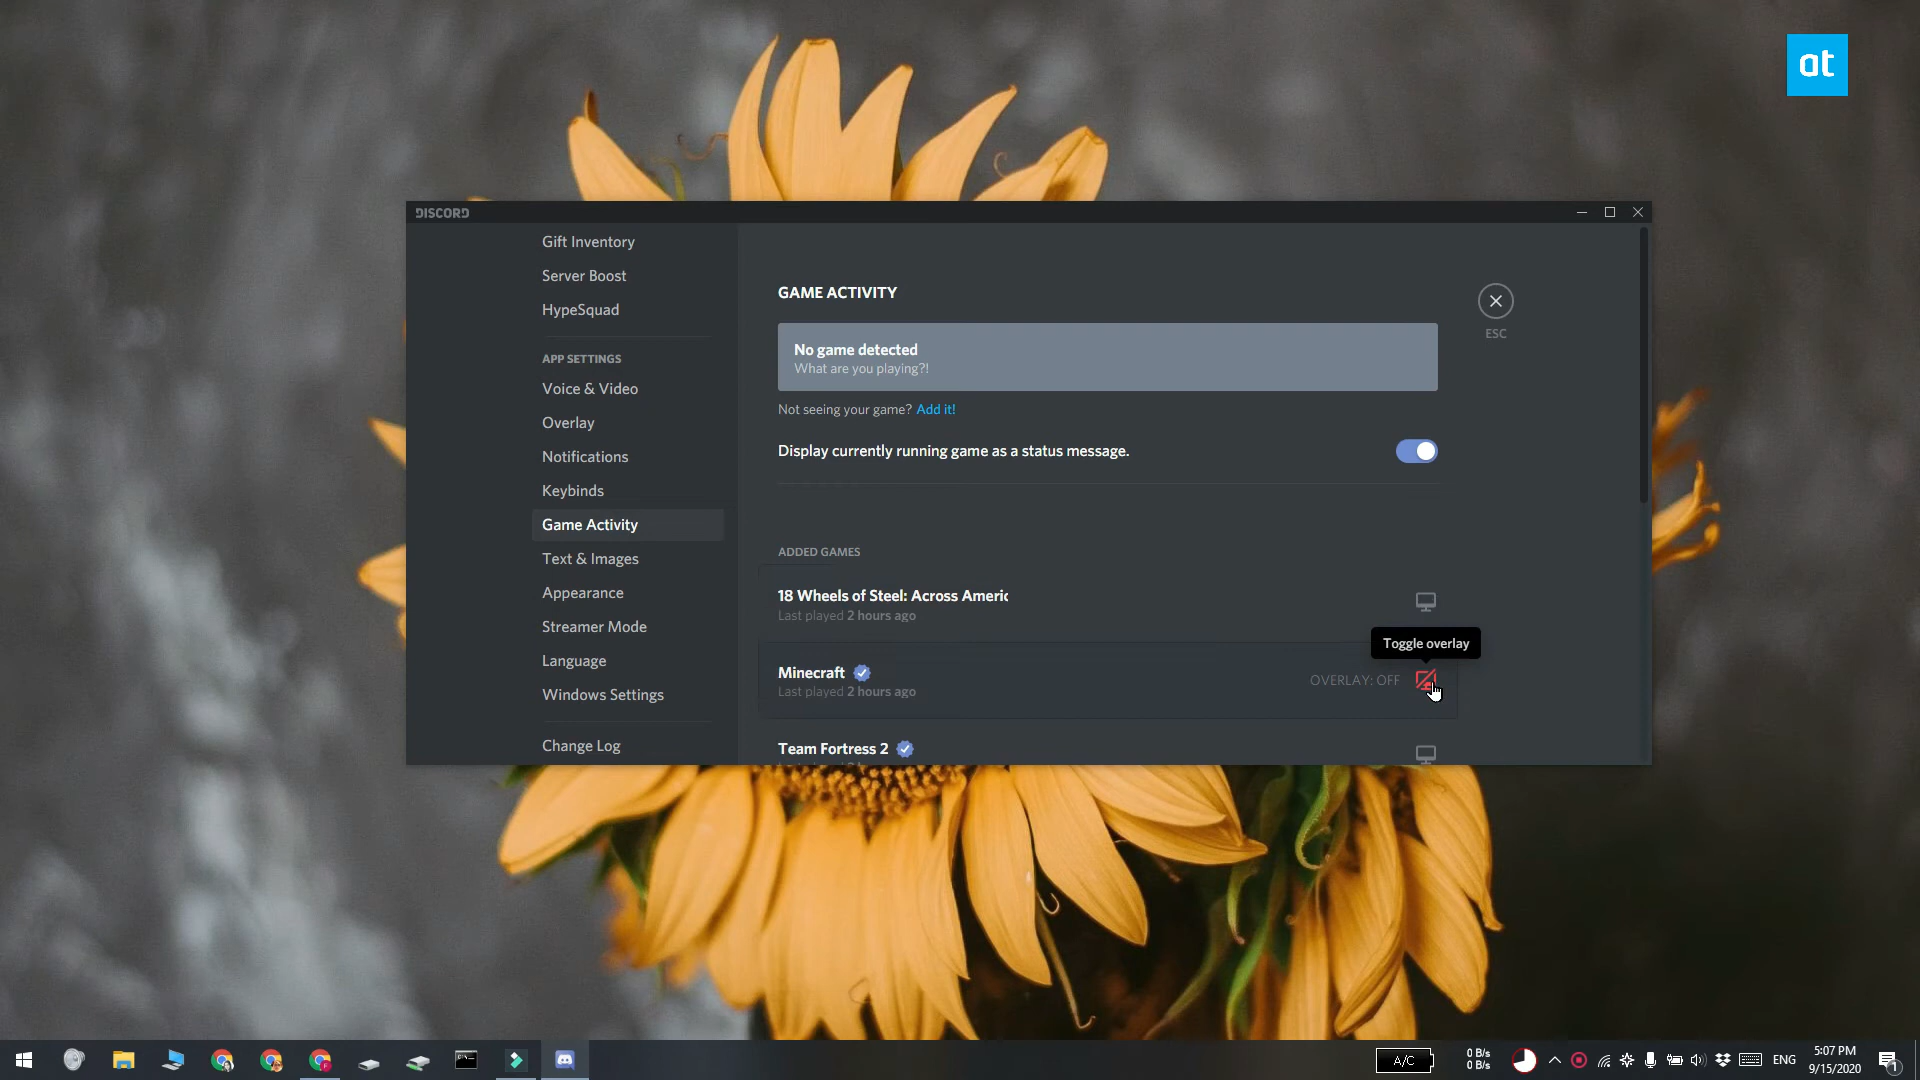 at
DISCORD
Gift Inventory
Server Boost
HypeSquad
APP SETTINGS
Voice & Video
Overlay
Notifications
Keybinds
Game Activity
Text & Images
Appearance
Streamer Mode
Language
Windows Settings
Change Log
GAME ACTIVITY
ESC
No game detected
What are you playing?!
Not seeing your game? Add it!
Display currently running game as a status message.
ADDED GAMES
18 Wheels of Steel: Across Americ
Last played 2 hours ago
Toggle overlay
Minecraft
OVERLAY: OFF
Last played 2 hours ago
Team Fortress 2
A/C
0 B/s
0 B/s
ENG
5:07 PM
9/15/2020
1